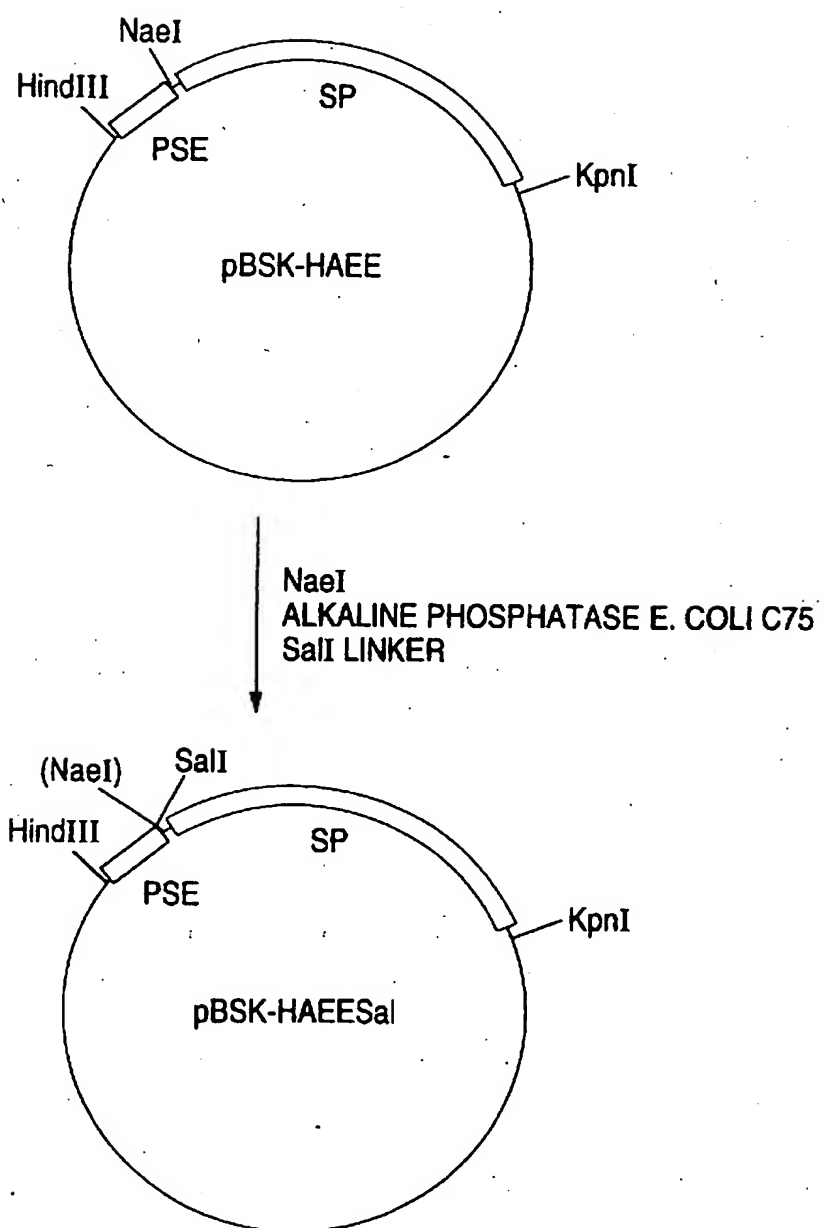 NaeI
HindIII
SP
PSE
KpnI
pBSK-HAEE
NaeI
ALKALINE PHOSPHATASE E. COLI C75
SalI LINKER
(NaeI)
SalI
HindIII
SP
PSE
KpnI
pBSK-HAEESal